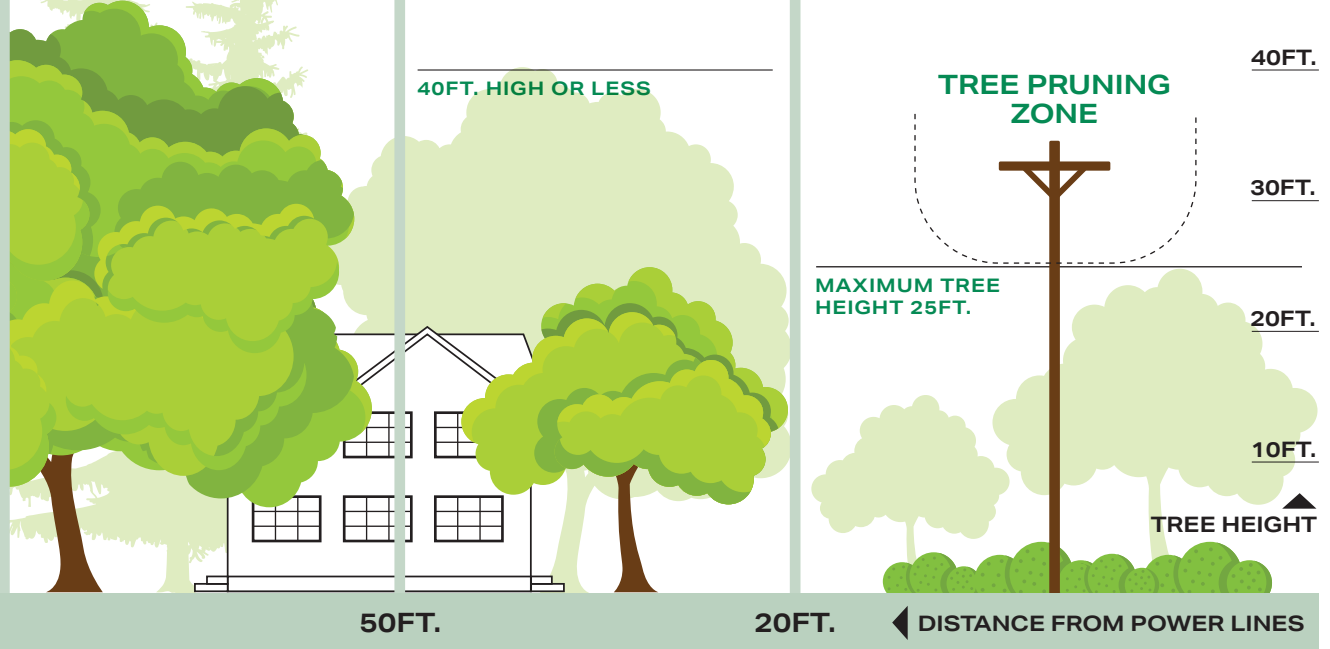 40FT. HIGH OR LESS
TREE PRUNING
ZONE
MAXIMUM TREE
HEIGHT 25FT.
40FT.
30FT.
20FT.
10FT.
TREE HEIGHT
50FT.
20FT.
DISTANCE FROM POWER LINES